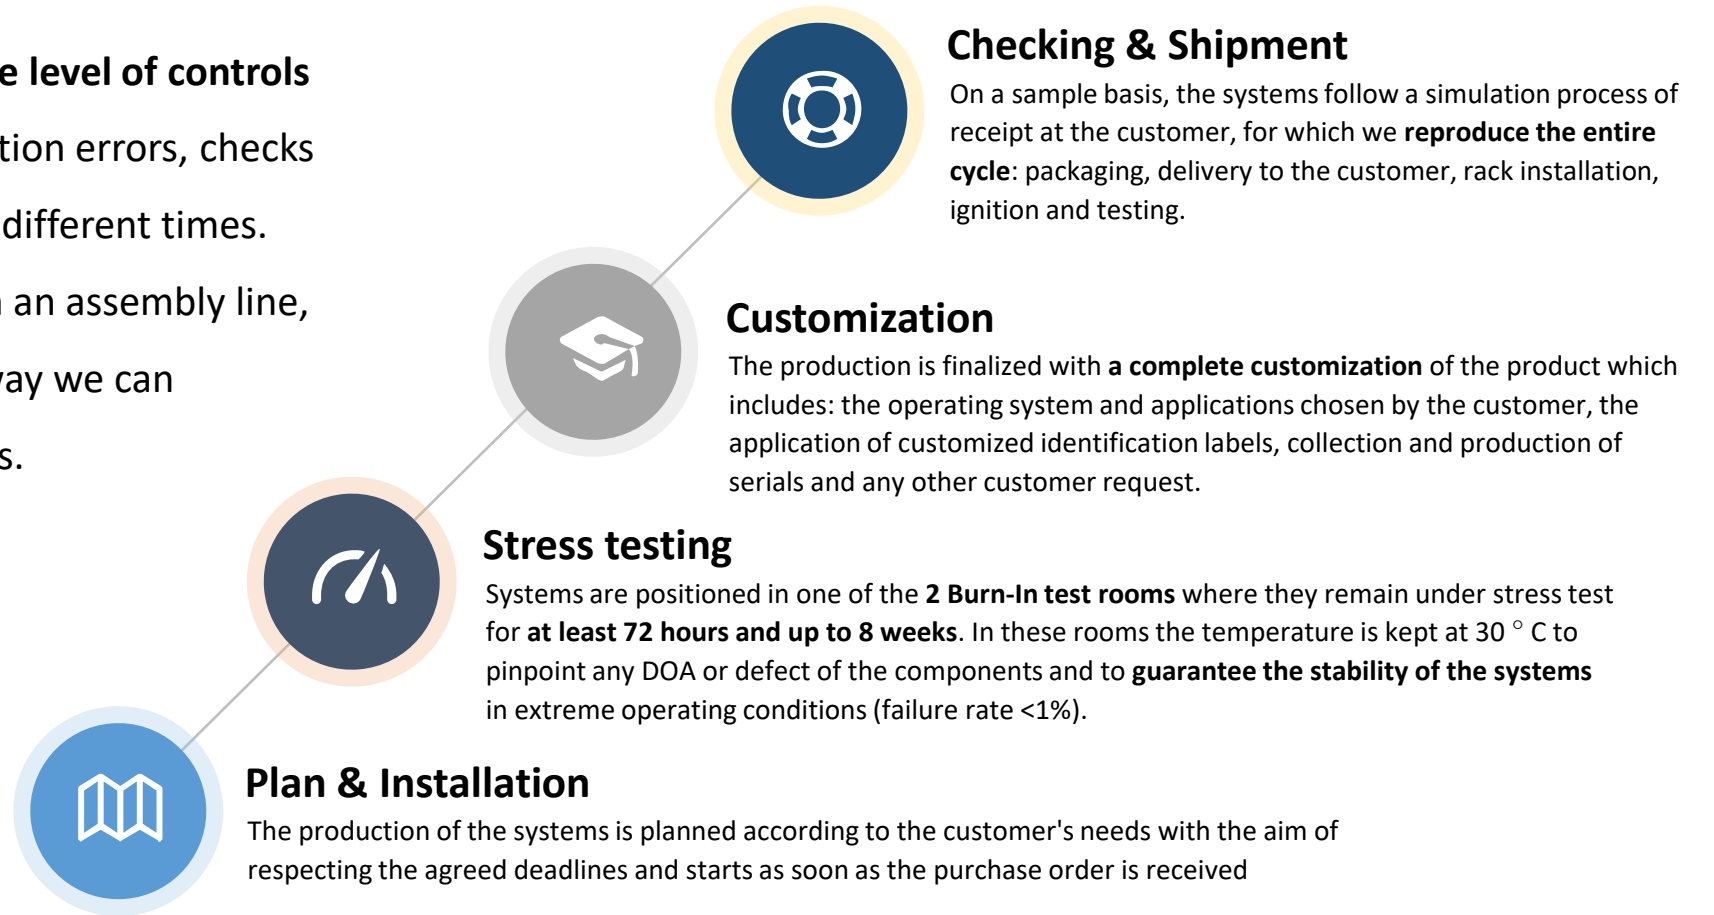 e level of controls
tion errors, checks
different times.
an assembly line,
vay we can
s.
Checking & Shipment
On a sample basis, the systems follow a simulation process of
receipt at the customer, for which we reproduce the entire
cycle: packaging, delivery to the customer, rack installation,
ignition and testing.
Customization
The production is finalized with a complete customization of the product which
includes: the operating system and applications chosen by the customer, the
application of customized identification labels, collection and production of
serials and any other customer request.
Stress testing
Systems are positioned in one of the 2 Burn-In test rooms where they remain under stress test
for at least 72 hours and up to 8 weeks. In these rooms the temperature is kept at 30 ° C to
pinpoint any DOA or defect of the components and to guarantee the stability of the systems
in extreme operating conditions (failure rate <1%).
Plan & Installation
The production of the systems is planned according to the customer's needs with the aim of
respecting the agreed deadlines and starts as soon as the purchase order is received